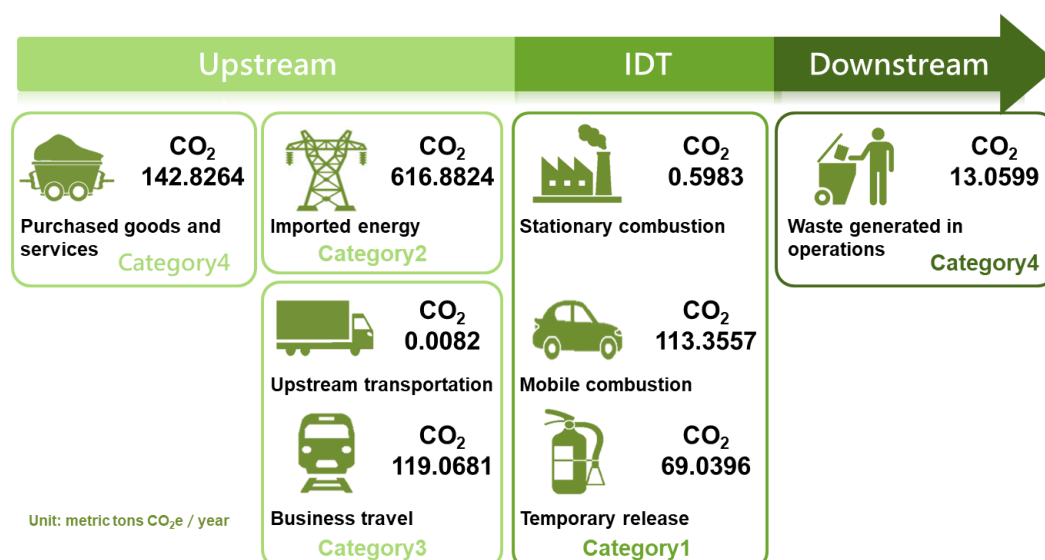 Upstream
IDT
Downstream
CO₂
142.8264
Purchased goods and
services
Category4
CO₂
616.8824
Imported energy
Category2
CO₂
0.0082
Upstream transportation
CO₂
119.0681
Business travel
Category3
CO₂
0.5983
Stationary combustion
CO₂
113.3557
Mobile combustion
CO₂
69.0396
Temporary release
Category1
CO₂
13.0599
Waste generated in
operations
Category4
Unit: metric tons CO₂e / year